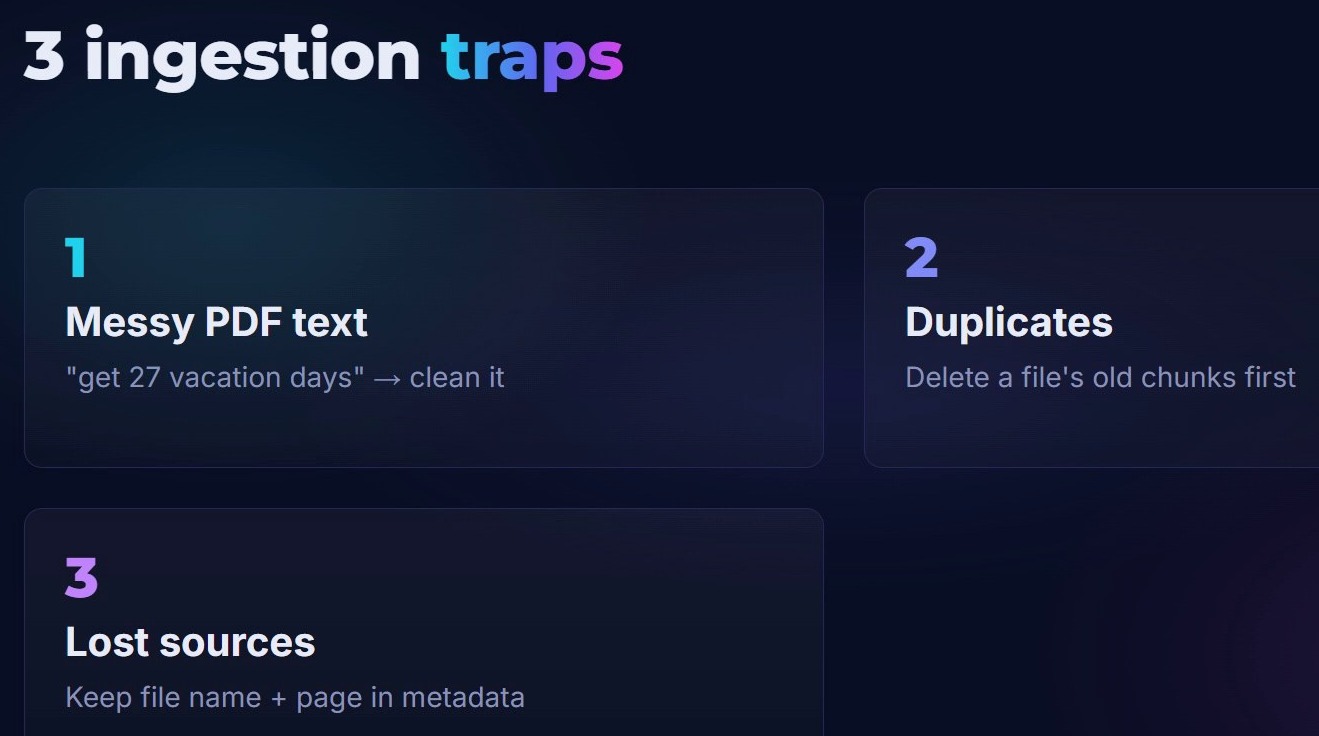 3 ingestion traps
1
Messy PDF text
"get 27 vacation days" → clean it
2
Duplicates
Delete a file's old chunks first
3
Lost sources
Keep file name + page in metadata